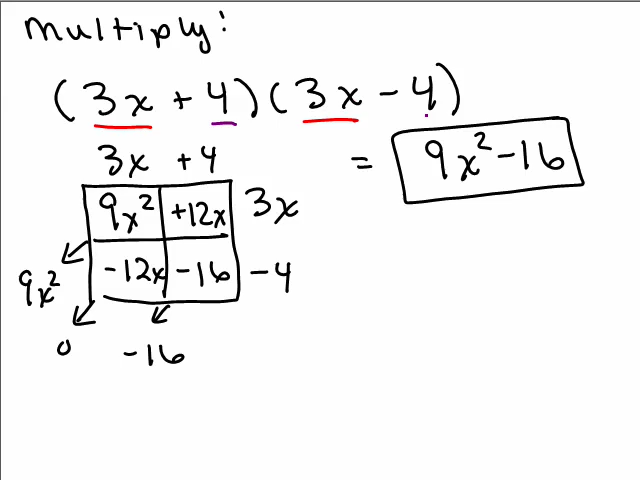 multiply:
(3x + 4)(3x - 4)
3x + 4
= 9x² - 16
9x² +12x 3x
-12x -16 -4
9x²
0 -16